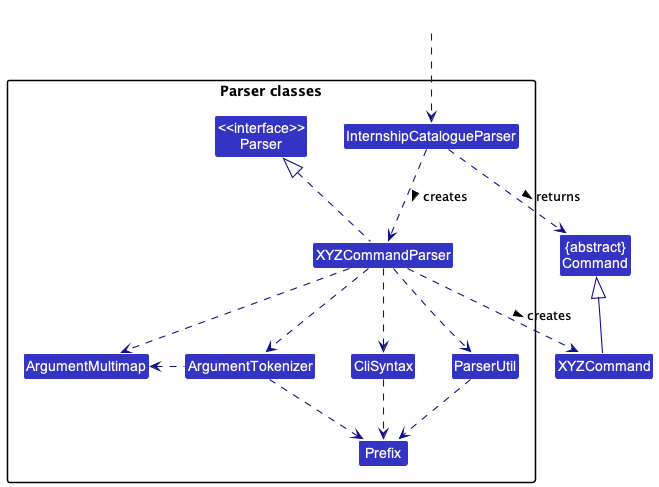 Parser classes
<<interface>>
Parser
InternshipCatalogueParser
creates
returns
{abstract}
Command
XYZCommandParser
creates
ArgumentMultimap
ArgumentTokenizer
CliSyntax
ParserUtil
XYZCommand
Prefix